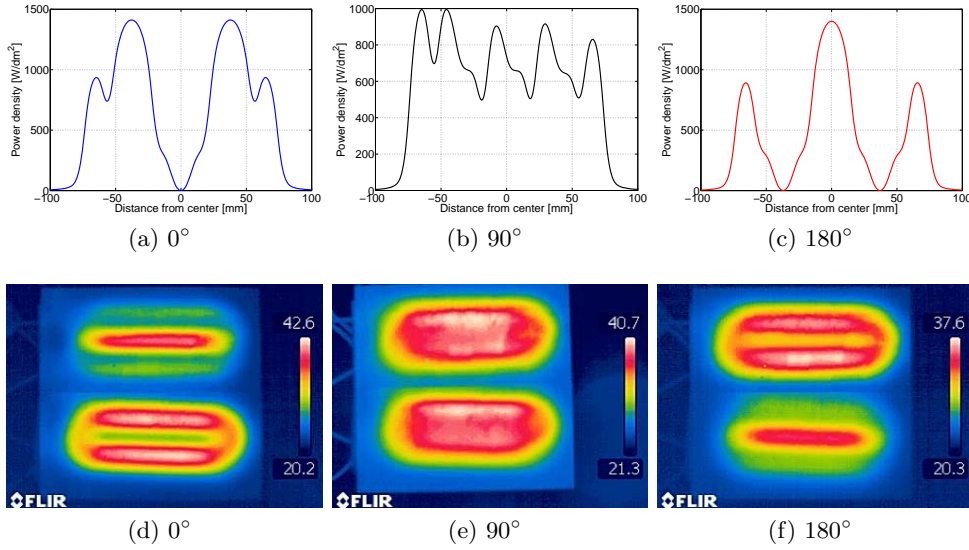 1500
1000
500
0
−100 −50 0 50 100
Power density [W/dm²]
Distance from center [mm]
(a) 0°
1000
800
600
400
200
0
−100 −50 0 50 100
Power density [W/dm²]
Distance from center [mm]
(b) 90°
1500
1000
500
0
−100 −50 0 50 100
Power density [W/dm²]
Distance from center [mm]
(c) 180°
42.6
20.2
FLIR
(d) 0°
40.7
21.3
FLIR
(e) 90°
37.6
20.3
FLIR
(f) 180°